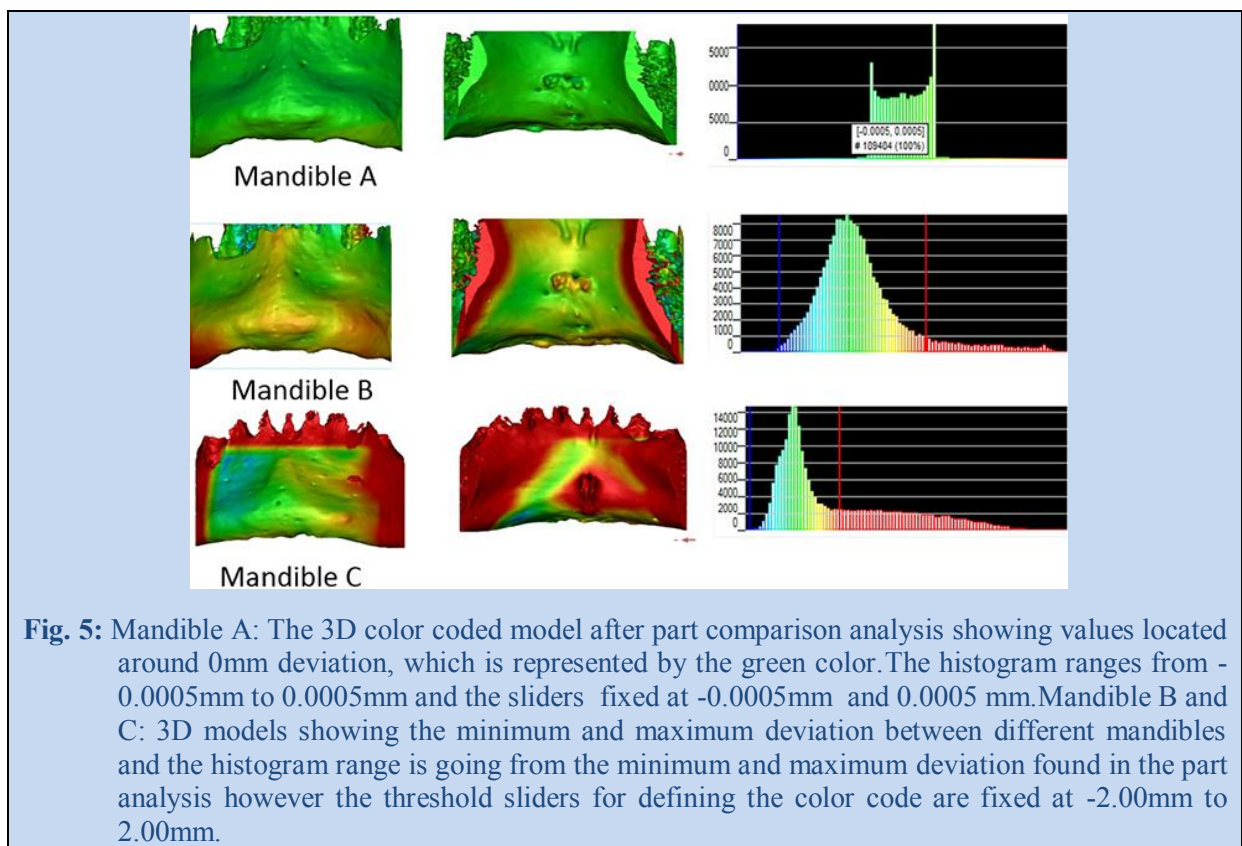 5000
0000
5000
0
[-0.0005, 0.0005]
# 109404 (100%)
Mandible A
8000
7000
6000
5000
4000
3000
2000
1000
0
Mandible B
14000
12000
10000
8000
6000
4000
2000
0
Mandible C
Fig. 5: Mandible A: The 3D color coded model after part comparison analysis showing values located
around 0mm deviation, which is represented by the green color.The histogram ranges from -
0.0005mm to 0.0005mm and the sliders fixed at -0.0005mm and 0.0005 mm.Mandible B and
C: 3D models showing the minimum and maximum deviation between different mandibles
and the histogram range is going from the minimum and maximum deviation found in the part
analysis however the threshold sliders for defining the color code are fixed at -2.00mm to
2.00mm.